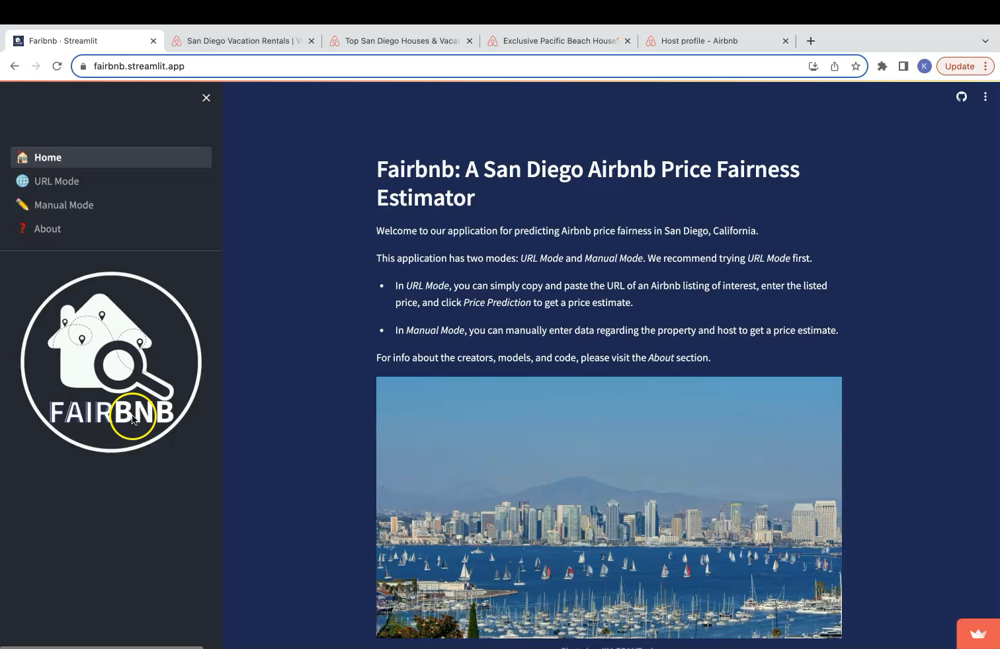 Faribnb · Streamlit
San Diego Vacation Rentals | V
Top San Diego Houses & Vacat
Exclusive Pacific Beach House
Host profile - Airbnb
fairbnb.streamlit.app
K
Update
Home
URL Mode
Manual Mode
About
FAIRBNB
Fairbnb: A San Diego Airbnb Price Fairness
Estimator
Welcome to our application for predicting Airbnb price fairness in San Diego, California.
This application has two modes: URL Mode and Manual Mode. We recommend trying URL Mode first.
• In URL Mode, you can simply copy and paste the URL of an Airbnb listing of interest, enter the listed
price, and click Price Prediction to get a price estimate.
• In Manual Mode, you can manually enter data regarding the property and host to get a price estimate.
For info about the creators, models, and code, please visit the About section.